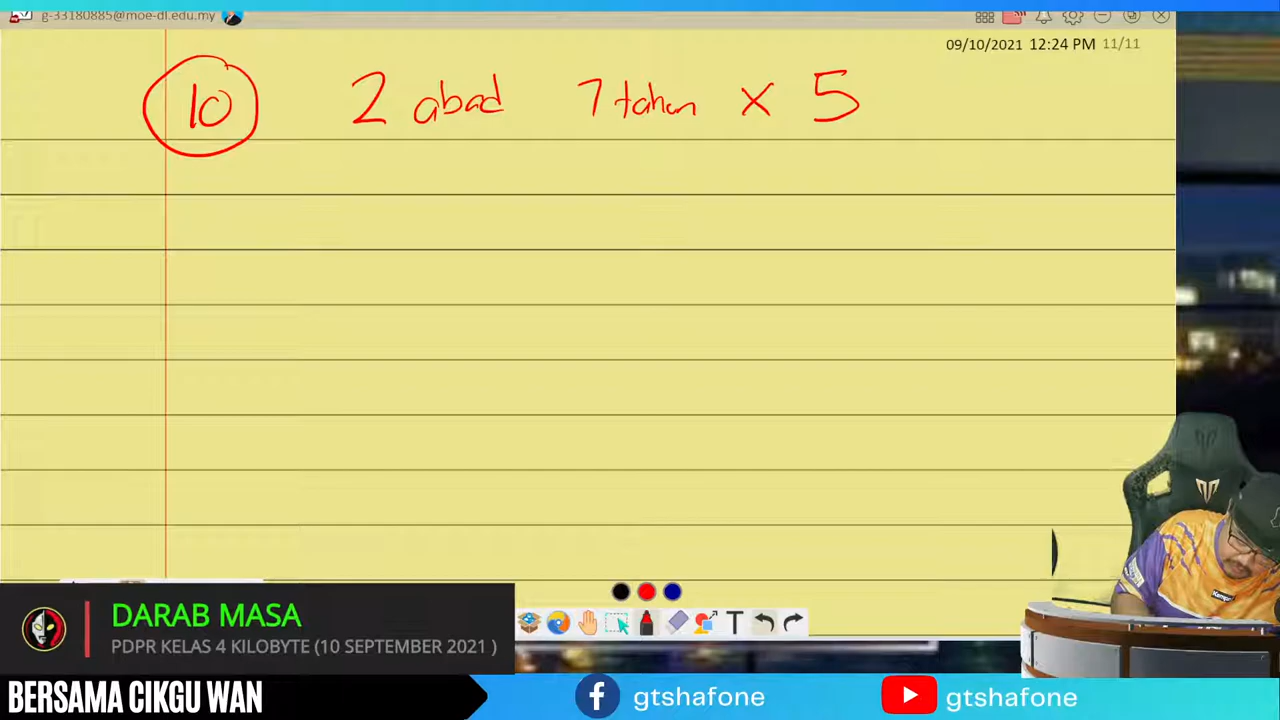 g-33180885@moe-dl.edu.my
09/10/2021 12:24 PM 11/11
10 2 abad 7 tahun x 5
T
DARAB MASA
PDPR KELAS 4 KILOBYTE (10 SEPTEMBER 2021 )
BERSAMA CIKGU WAN
gtshafone
gtshafone